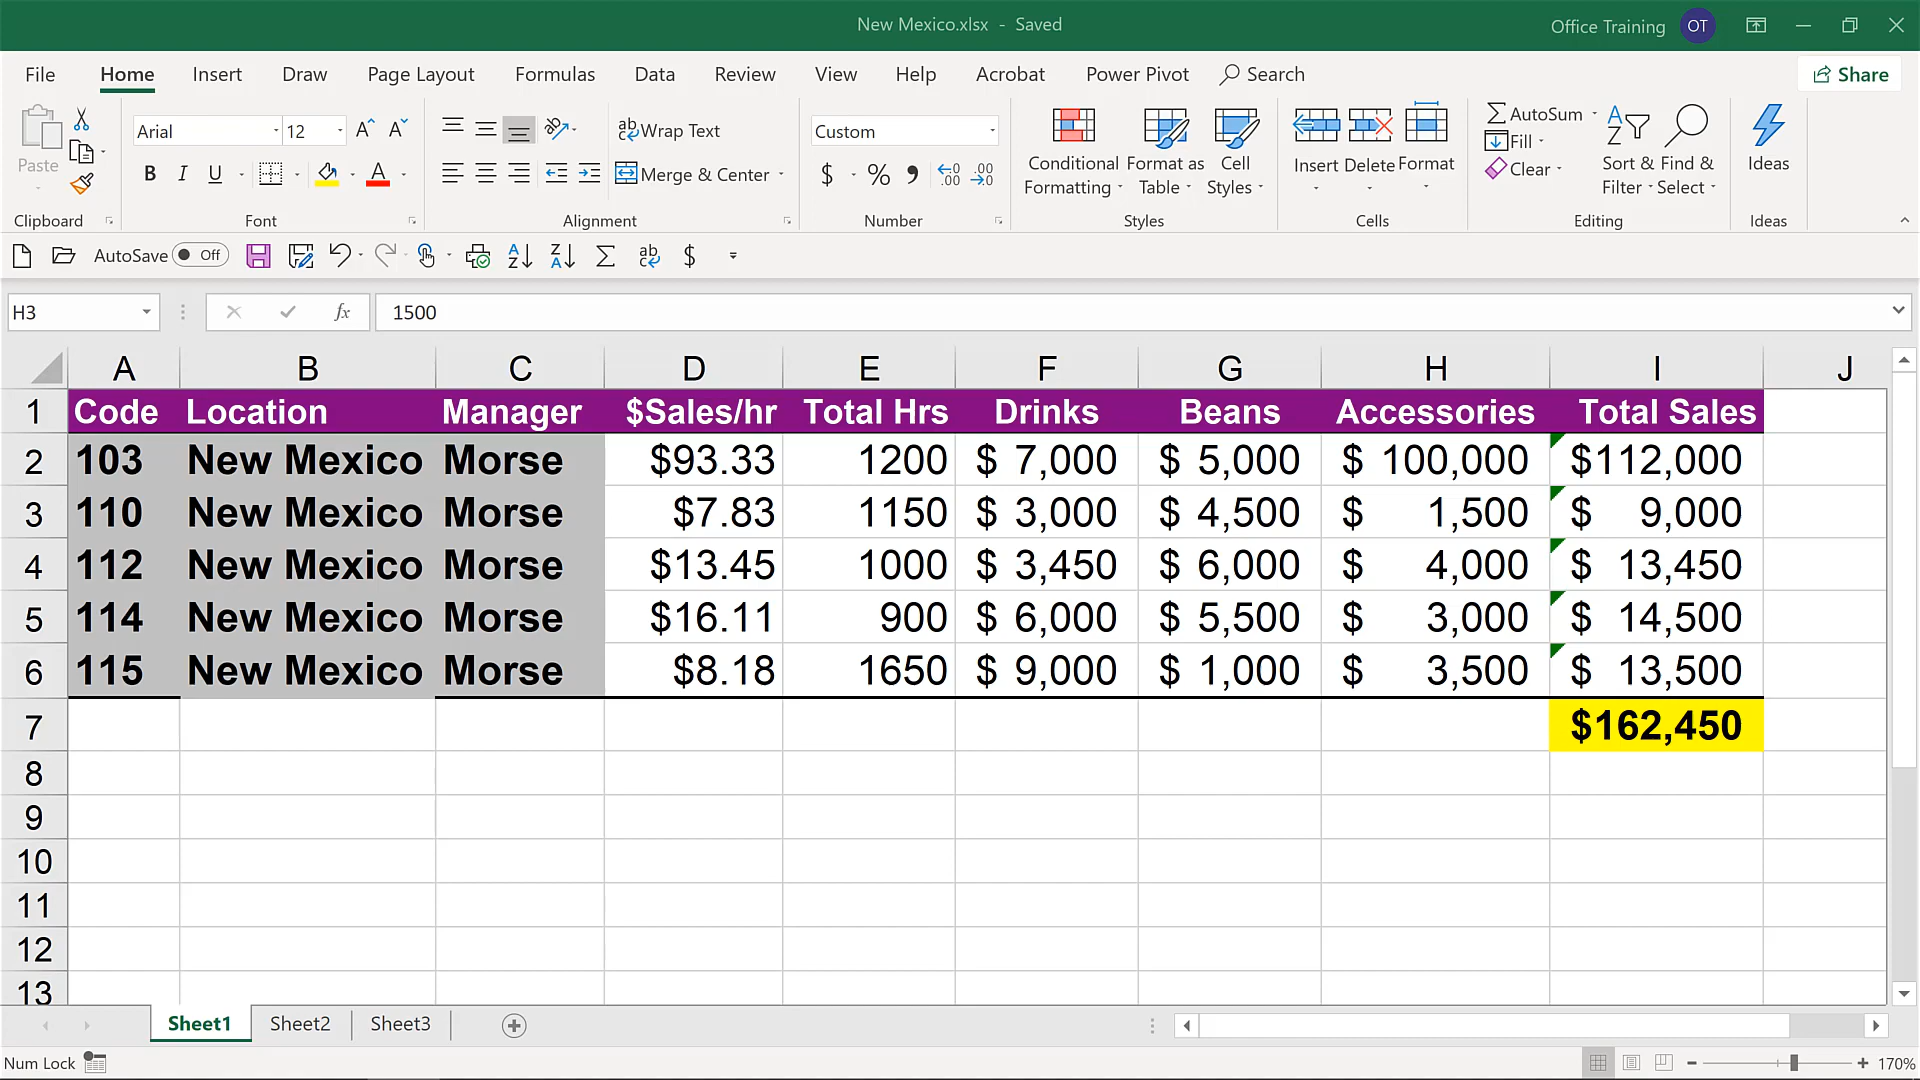 New Mexico.xlsx - Saved
Office Training OT
File Home Insert Draw Page Layout Formulas Data Review View Help Acrobat Power Pivot Search Share
Paste
Clipboard
Arial 12 A A
B I U A
Font
ab Wrap Text
Merge & Center
Alignment
Custom
$ % , .00 .00
Number
Conditional Formatting
Format as Table
Cell Styles
Styles
Insert Delete Format
Cells
AutoSum
Fill
Clear
Sort & Filter
Find & Select
Editing
Ideas
Ideas
AutoSave Off
H3 fx 1500
A B C D E F G H I J
1 Code Location Manager $Sales/hr Total Hrs Drinks Beans Accessories Total Sales
2 103 New Mexico Morse $93.33 1200 $ 7,000 $ 5,000 $ 100,000 $112,000
3 110 New Mexico Morse $7.83 1150 $ 3,000 $ 4,500 $ 1,500 $ 9,000
4 112 New Mexico Morse $13.45 1000 $ 3,450 $ 6,000 $ 4,000 $ 13,450
5 114 New Mexico Morse $16.11 900 $ 6,000 $ 5,500 $ 3,000 $ 14,500
6 115 New Mexico Morse $8.18 1650 $ 9,000 $ 1,000 $ 3,500 $ 13,500
7 $162,450
8
9
10
11
12
13
Sheet1 Sheet2 Sheet3
Num Lock 170%